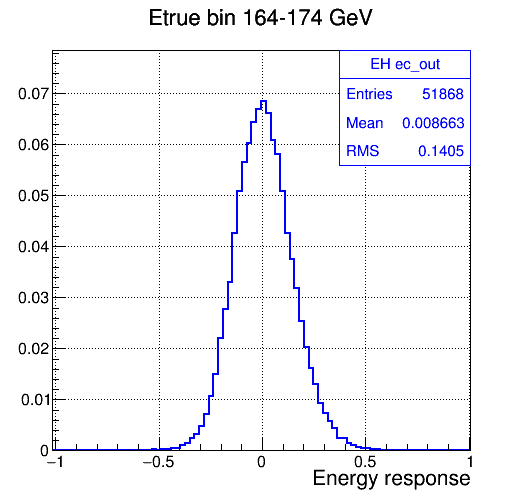 Etrue bin 164-174 GeV
EH ec_out
Entries 51868
Mean 0.008663
RMS 0.1405
0.07
0.06
0.05
0.04
0.03
0.02
0.01
0
−1 −0.5 0 0.5 1
Energy response